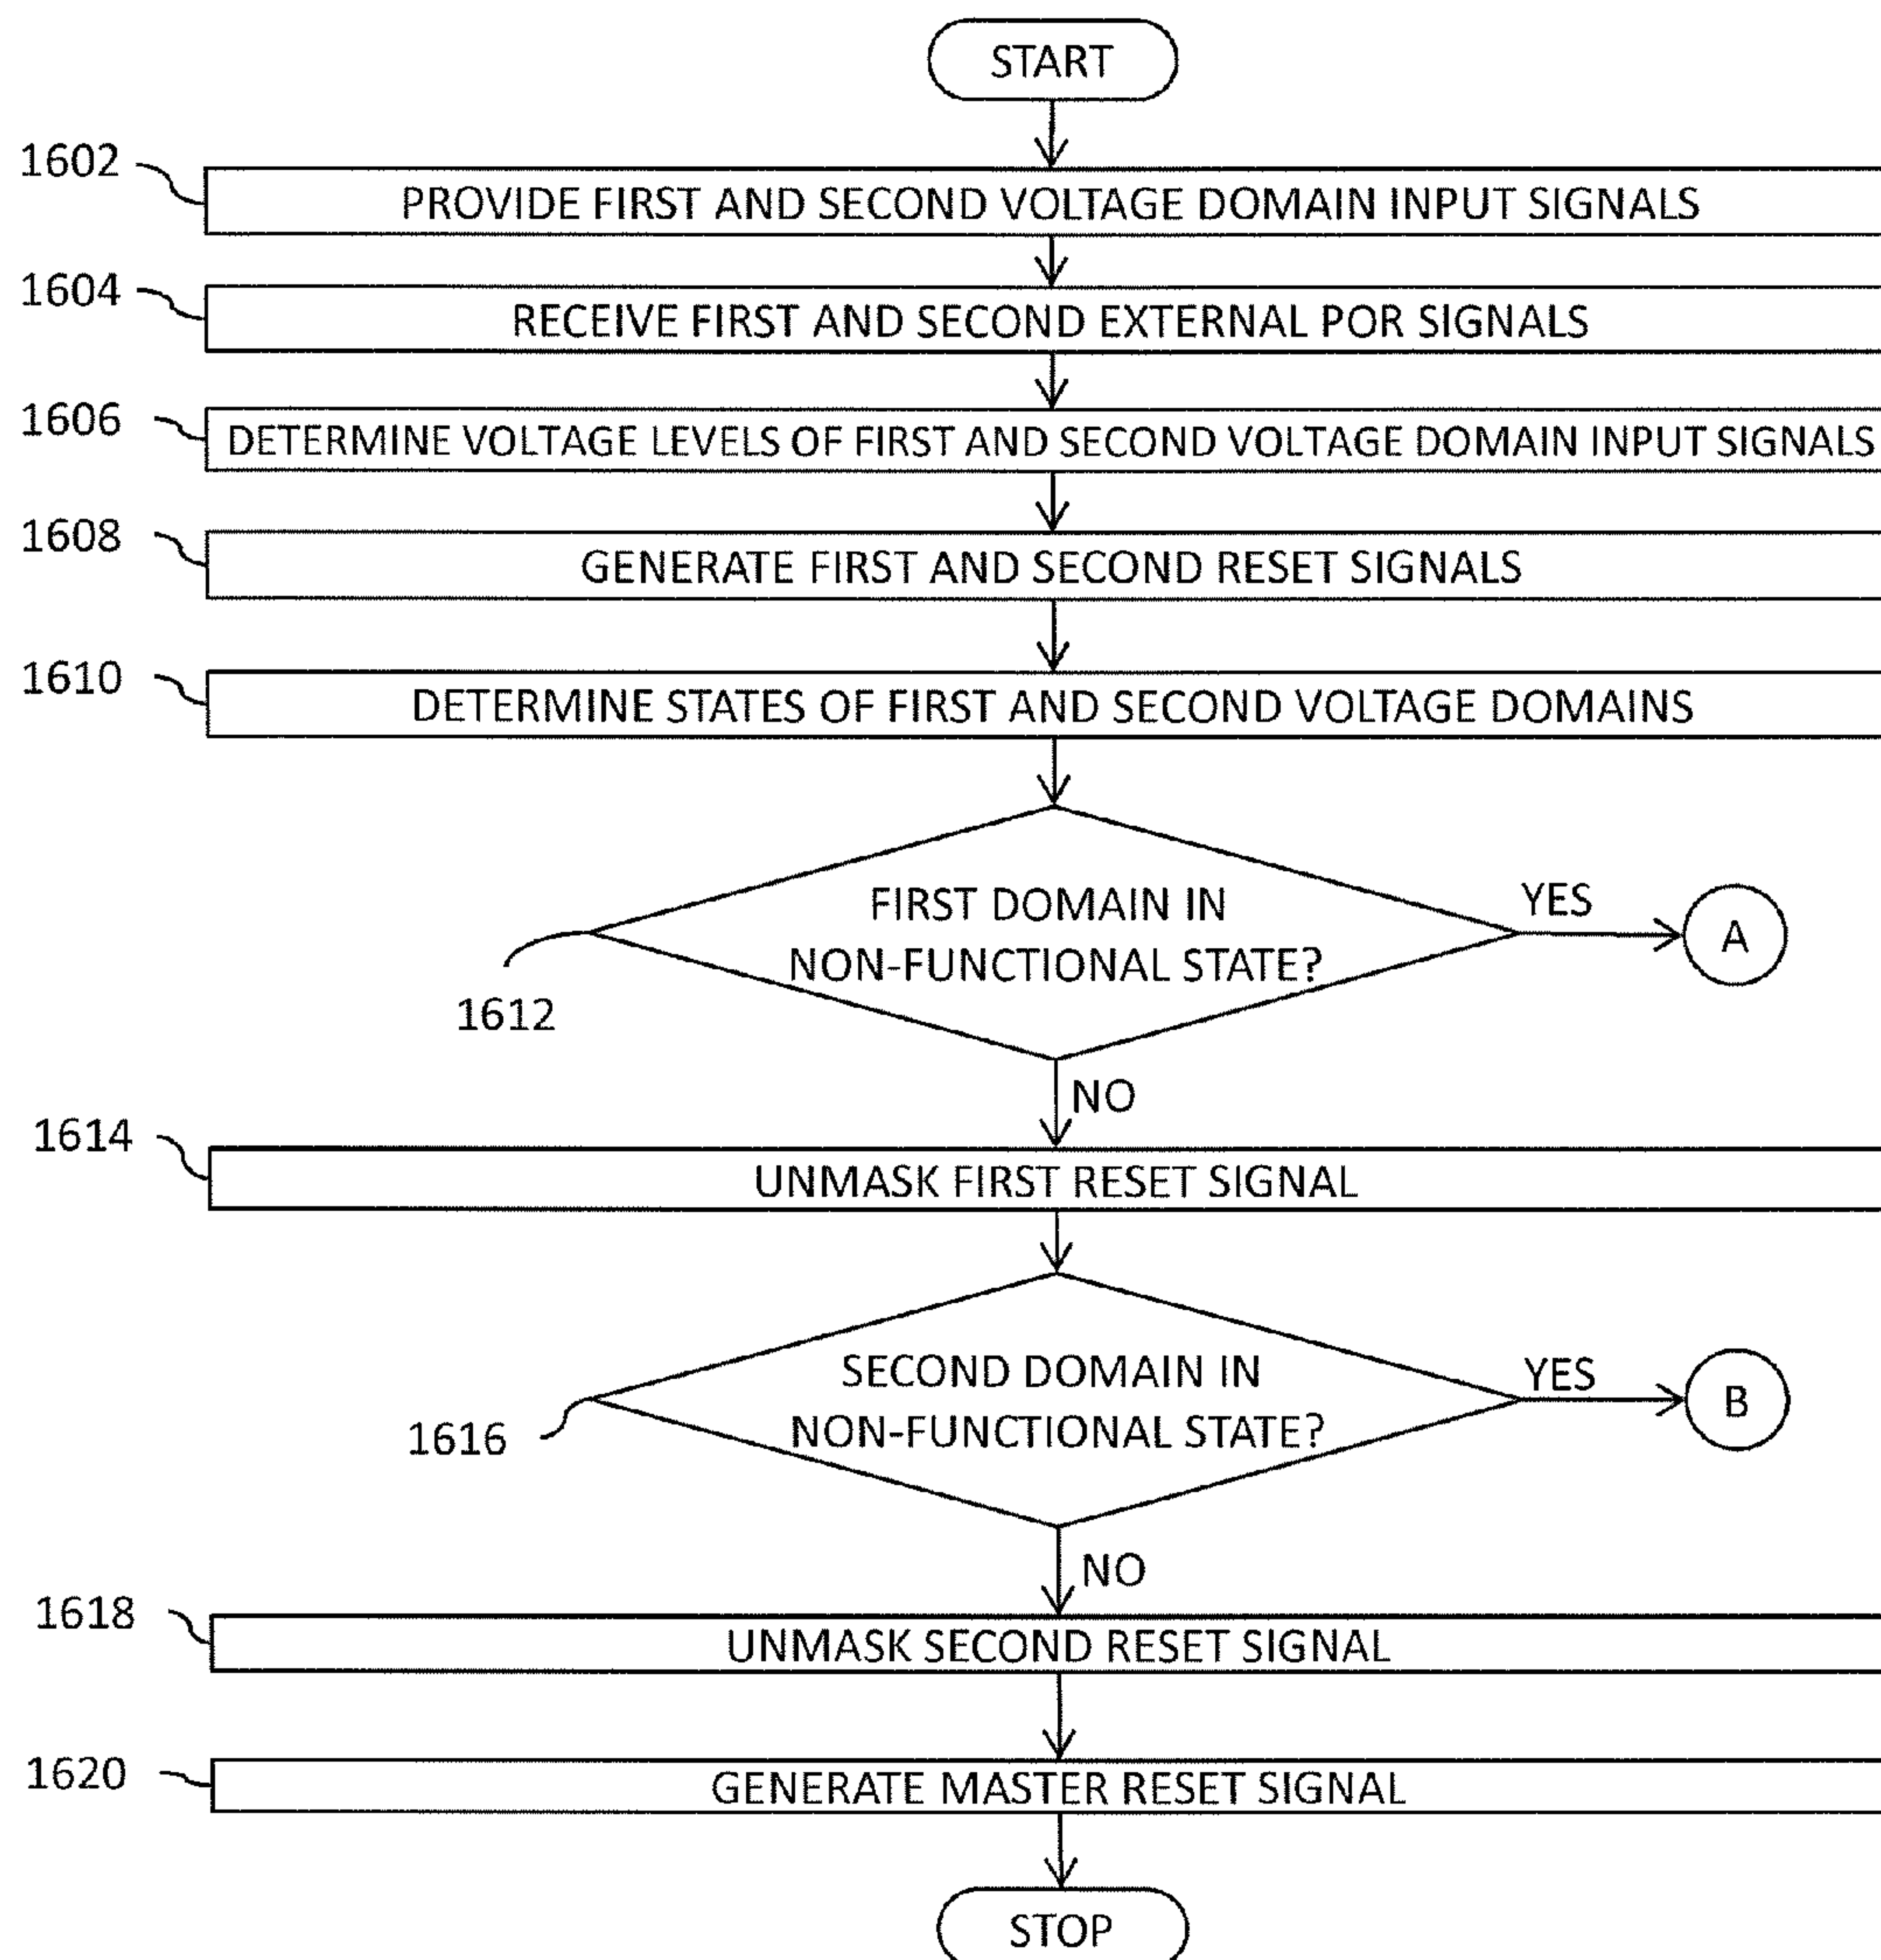 START
1602
PROVIDE FIRST AND SECOND VOLTAGE DOMAIN INPUT SIGNALS
1604
RECEIVE FIRST AND SECOND EXTERNAL POR SIGNALS
1606
DETERMINE VOLTAGE LEVELS OF FIRST AND SECOND VOLTAGE DOMAIN INPUT SIGNALS
1608
GENERATE FIRST AND SECOND RESET SIGNALS
1610
DETERMINE STATES OF FIRST AND SECOND VOLTAGE DOMAINS
FIRST DOMAIN IN
NON-FUNCTIONAL STATE?
YES
A
1612
NO
1614
UNMASK FIRST RESET SIGNAL
SECOND DOMAIN IN
NON-FUNCTIONAL STATE?
YES
B
1616
NO
1618
UNMASK SECOND RESET SIGNAL
1620
GENERATE MASTER RESET SIGNAL
STOP